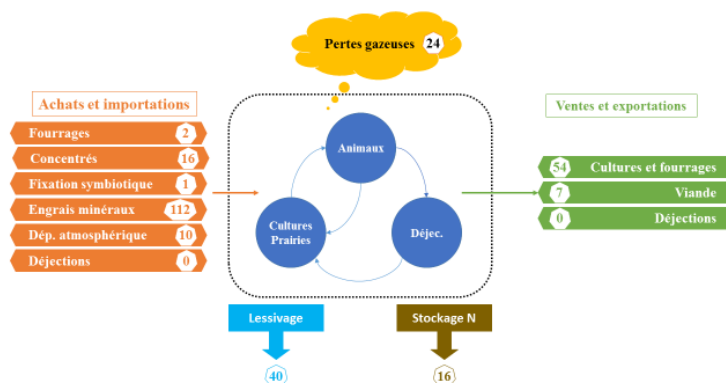 Pertes gazeuses 24
Achats et importations
Fourrages 2
Concentrés 16
Fixation symbiotique 1
Engrais minéraux 112
Dép. atmosphérique 10
Déjections 0
Animaux
Cultures
Prairies
Déjec.
Ventes et exportations
54 Cultures et fourrages
7 Viande
0 Déjections
Lessivage
40
Stockage N
16